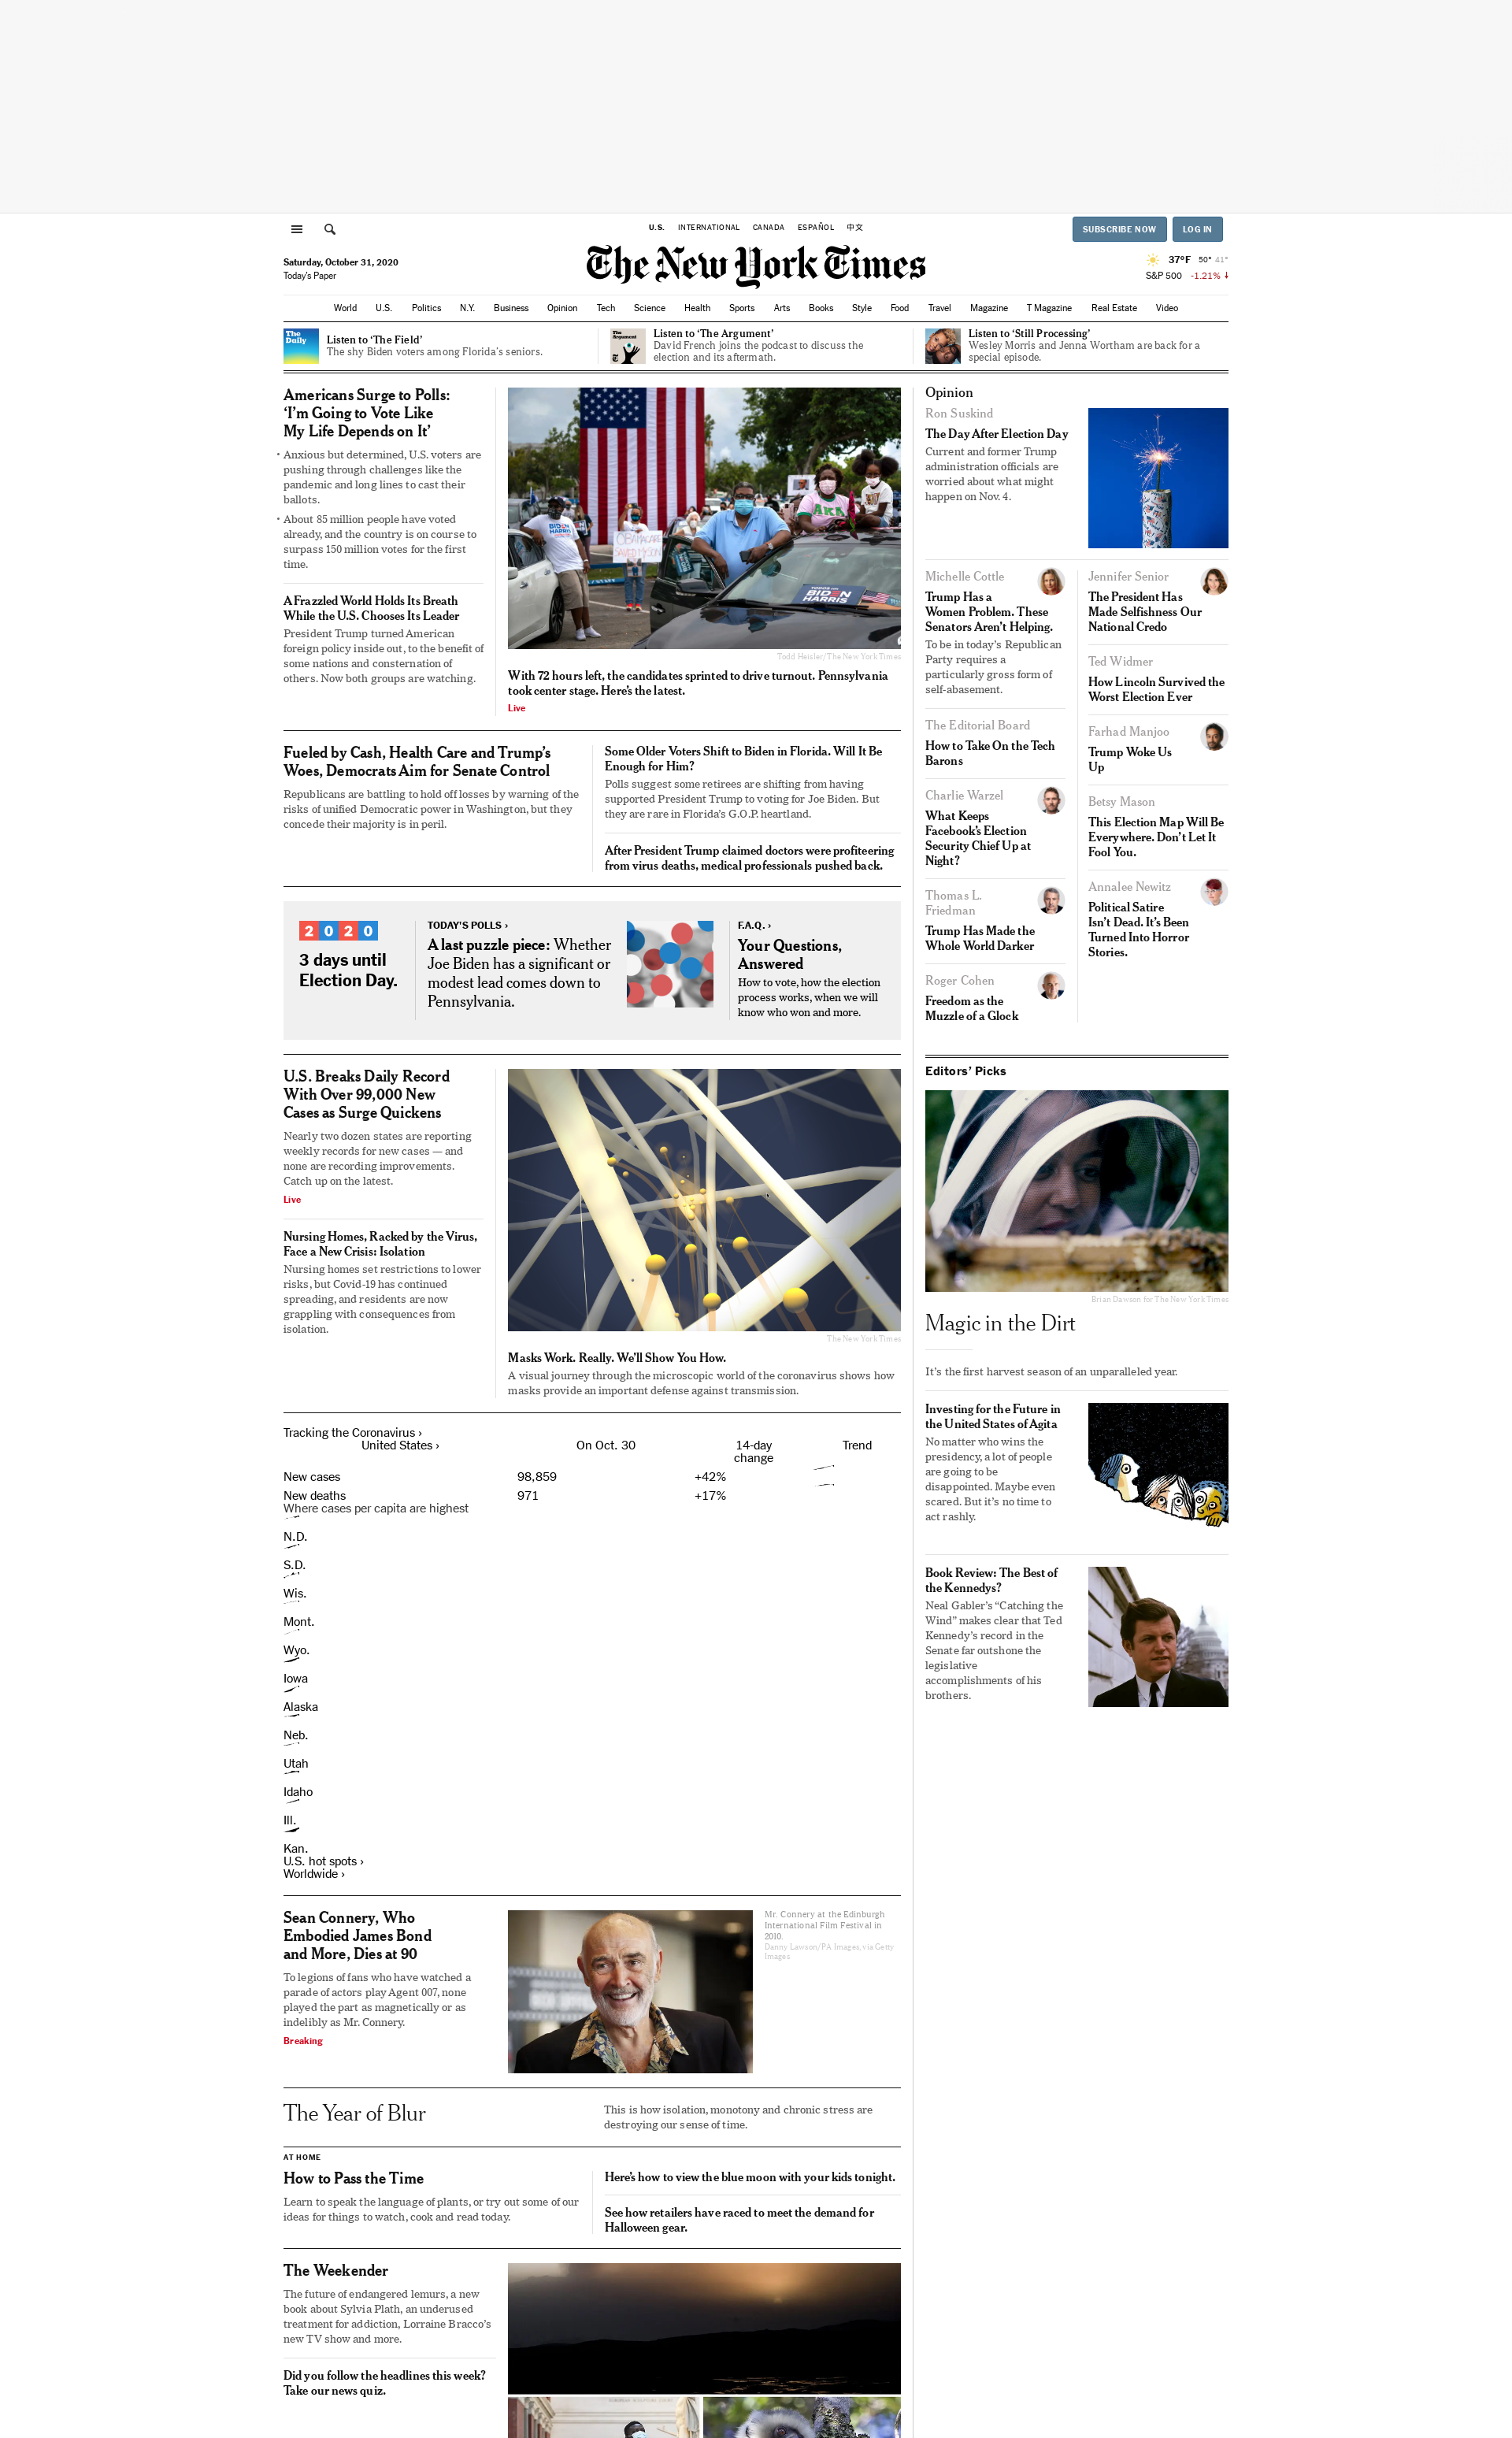 U.S. INTERNATIONAL CANADA ESPAÑOL 中文
SUBSCRIBE NOW LOG IN
Saturday, October 31, 2020
Today's Paper
The New York Times
37°F 50° 41°
S&P 500 -1.21% ↓
World U.S. Politics N.Y. Business Opinion Tech Science Health Sports Arts Books Style Food Travel Magazine T Magazine Real Estate Video
The
Daily
Listen to ‘The Field’
The shy Biden voters among Florida’s seniors.
The
Argument
Listen to ‘The Argument’
David French joins the podcast to discuss the
election and its aftermath.
Listen to ‘Still Processing’
Wesley Morris and Jenna Wortham are back for a
special episode.
Americans Surge to Polls:
‘I’m Going to Vote Like
My Life Depends on It’
• Anxious but determined, U.S. voters are
pushing through challenges like the
pandemic and long lines to cast their
ballots.
• About 85 million people have voted
already, and the country is on course to
surpass 150 million votes for the first
time.
A Frazzled World Holds Its Breath
While the U.S. Chooses Its Leader
President Trump turned American
foreign policy inside out, to the benefit of
some nations and consternation of
others. Now both groups are watching.
BIDEN
HARRIS
OBAMACARE
SAVED MY SON
AKA
BIDEN
HARRIS
Todd Heisler/The New York Times
With 72 hours left, the candidates sprinted to drive turnout. Pennsylvania
took center stage. Here’s the latest.
Live
Fueled by Cash, Health Care and Trump’s
Woes, Democrats Aim for Senate Control
Republicans are battling to hold off losses by warning of the
risks of unified Democratic power in Washington, but they
concede their majority is in peril.
Some Older Voters Shift to Biden in Florida. Will It Be
Enough for Him?
Polls suggest some retirees are shifting from having
supported President Trump to voting for Joe Biden. But
they are rare in Florida’s G.O.P. heartland.
After President Trump claimed doctors were profiteering
from virus deaths, medical professionals pushed back.
2020
3 days until
Election Day.
TODAY’S POLLS ›
A last puzzle piece: Whether
Joe Biden has a significant or
modest lead comes down to
Pennsylvania.
F.A.Q. ›
Your Questions,
Answered
How to vote, how the election
process works, when we will
know who won and more.
U.S. Breaks Daily Record
With Over 99,000 New
Cases as Surge Quickens
Nearly two dozen states are reporting
weekly records for new cases — and
none are recording improvements.
Catch up on the latest.
Live
Nursing Homes, Racked by the Virus,
Face a New Crisis: Isolation
Nursing homes set restrictions to lower
risks, but Covid-19 has continued
spreading, and residents are now
grappling with consequences from
isolation.
The New York Times
Masks Work. Really. We’ll Show You How.
A visual journey through the microscopic world of the coronavirus shows how
masks provide an important defense against transmission.
Tracking the Coronavirus ›
United States › On Oct. 30 14-day
change Trend
New cases 98,859 +42%
New deaths 971 +17%
Where cases per capita are highest
N.D.
S.D.
Wis.
Mont.
Wyo.
Iowa
Alaska
Neb.
Utah
Idaho
Ill.
Kan.
U.S. hot spots ›
Worldwide ›
Sean Connery, Who
Embodied James Bond
and More, Dies at 90
To legions of fans who have watched a
parade of actors play Agent 007, none
played the part as magnetically or as
indelibly as Mr. Connery.
Breaking
Mr. Connery at the Edinburgh
International Film Festival in
2010.
Danny Lawson/PA Images, via Getty
Images
The Year of Blur
This is how isolation, monotony and chronic stress are
destroying our sense of time.
AT HOME
How to Pass the Time
Learn to speak the language of plants, or try out some of our
ideas for things to watch, cook and read today.
Here’s how to view the blue moon with your kids tonight.
See how retailers have raced to meet the demand for
Halloween gear.
The Weekender
The future of endangered lemurs, a new
book about Sylvia Plath, an underused
treatment for addiction, Lorraine Bracco’s
new TV show and more.
Did you follow the headlines this week?
Take our news quiz.
Opinion
Ron Suskind
The Day After Election Day
Current and former Trump
administration officials are
worried about what might
happen on Nov. 4.
Michelle Cottle
Trump Has a
Women Problem. These
Senators Aren’t Helping.
To be in today’s Republican
Party requires a
particularly gross form of
self-abasement.
The Editorial Board
How to Take On the Tech
Barons
Charlie Warzel
What Keeps
Facebook’s Election
Security Chief Up at
Night?
Thomas L.
Friedman
Trump Has Made the
Whole World Darker
Roger Cohen
Freedom as the
Muzzle of a Glock
Jennifer Senior
The President Has
Made Selfishness Our
National Credo
Ted Widmer
How Lincoln Survived the
Worst Election Ever
Farhad Manjoo
Trump Woke Us
Up
Betsy Mason
This Election Map Will Be
Everywhere. Don’t Let It
Fool You.
Annalee Newitz
Political Satire
Isn’t Dead. It’s Been
Turned Into Horror
Stories.
Editors’ Picks
Brian Dawson for The New York Times
Magic in the Dirt
It’s the first harvest season of an unparalleled year.
Investing for the Future in
the United States of Agita
No matter who wins the
presidency, a lot of people
are going to be
disappointed. Maybe even
scared. But it’s no time to
act rashly.
Book Review: The Best of
the Kennedys?
Neal Gabler’s “Catching the
Wind” makes clear that Ted
Kennedy’s record in the
Senate far outshone the
legislative
accomplishments of his
brothers.